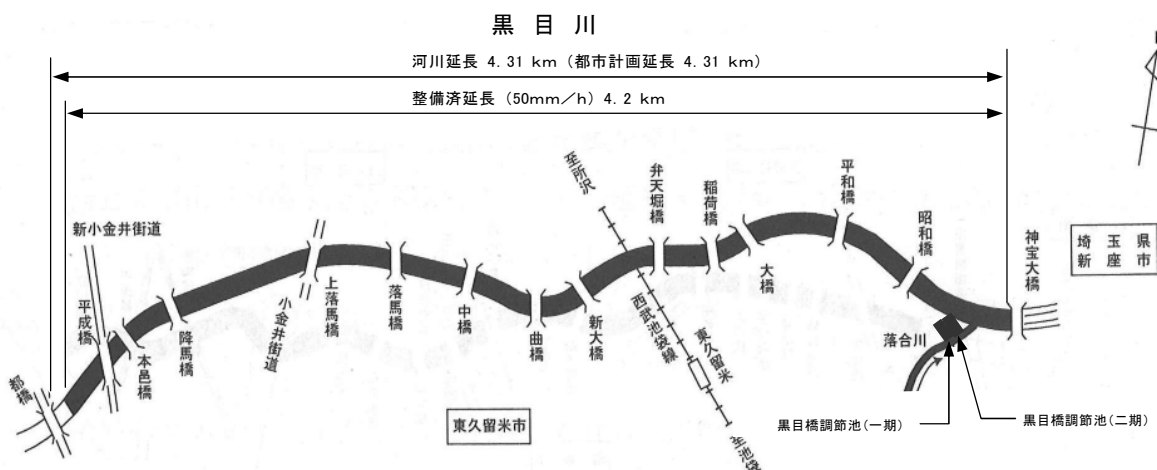 黒目川
河川延長 4.31 km（都市計画延長 4.31 km）
整備済延長（50mm／h）4.2 km
至所沢
弁天堀橋
稲荷橋
平和橋
昭和橋
神宝大橋
埼玉県
新座市
新小金井街道
平成橋
都橋
本邑橋
降馬橋
小金井街道
上落馬橋
落馬橋
中橋
曲橋
新大橋
西武池袋線
東久留米
大橋
落合川
東久留米市
至池袋
黒目橋調節池(一期)
黒目橋調節池(二期)